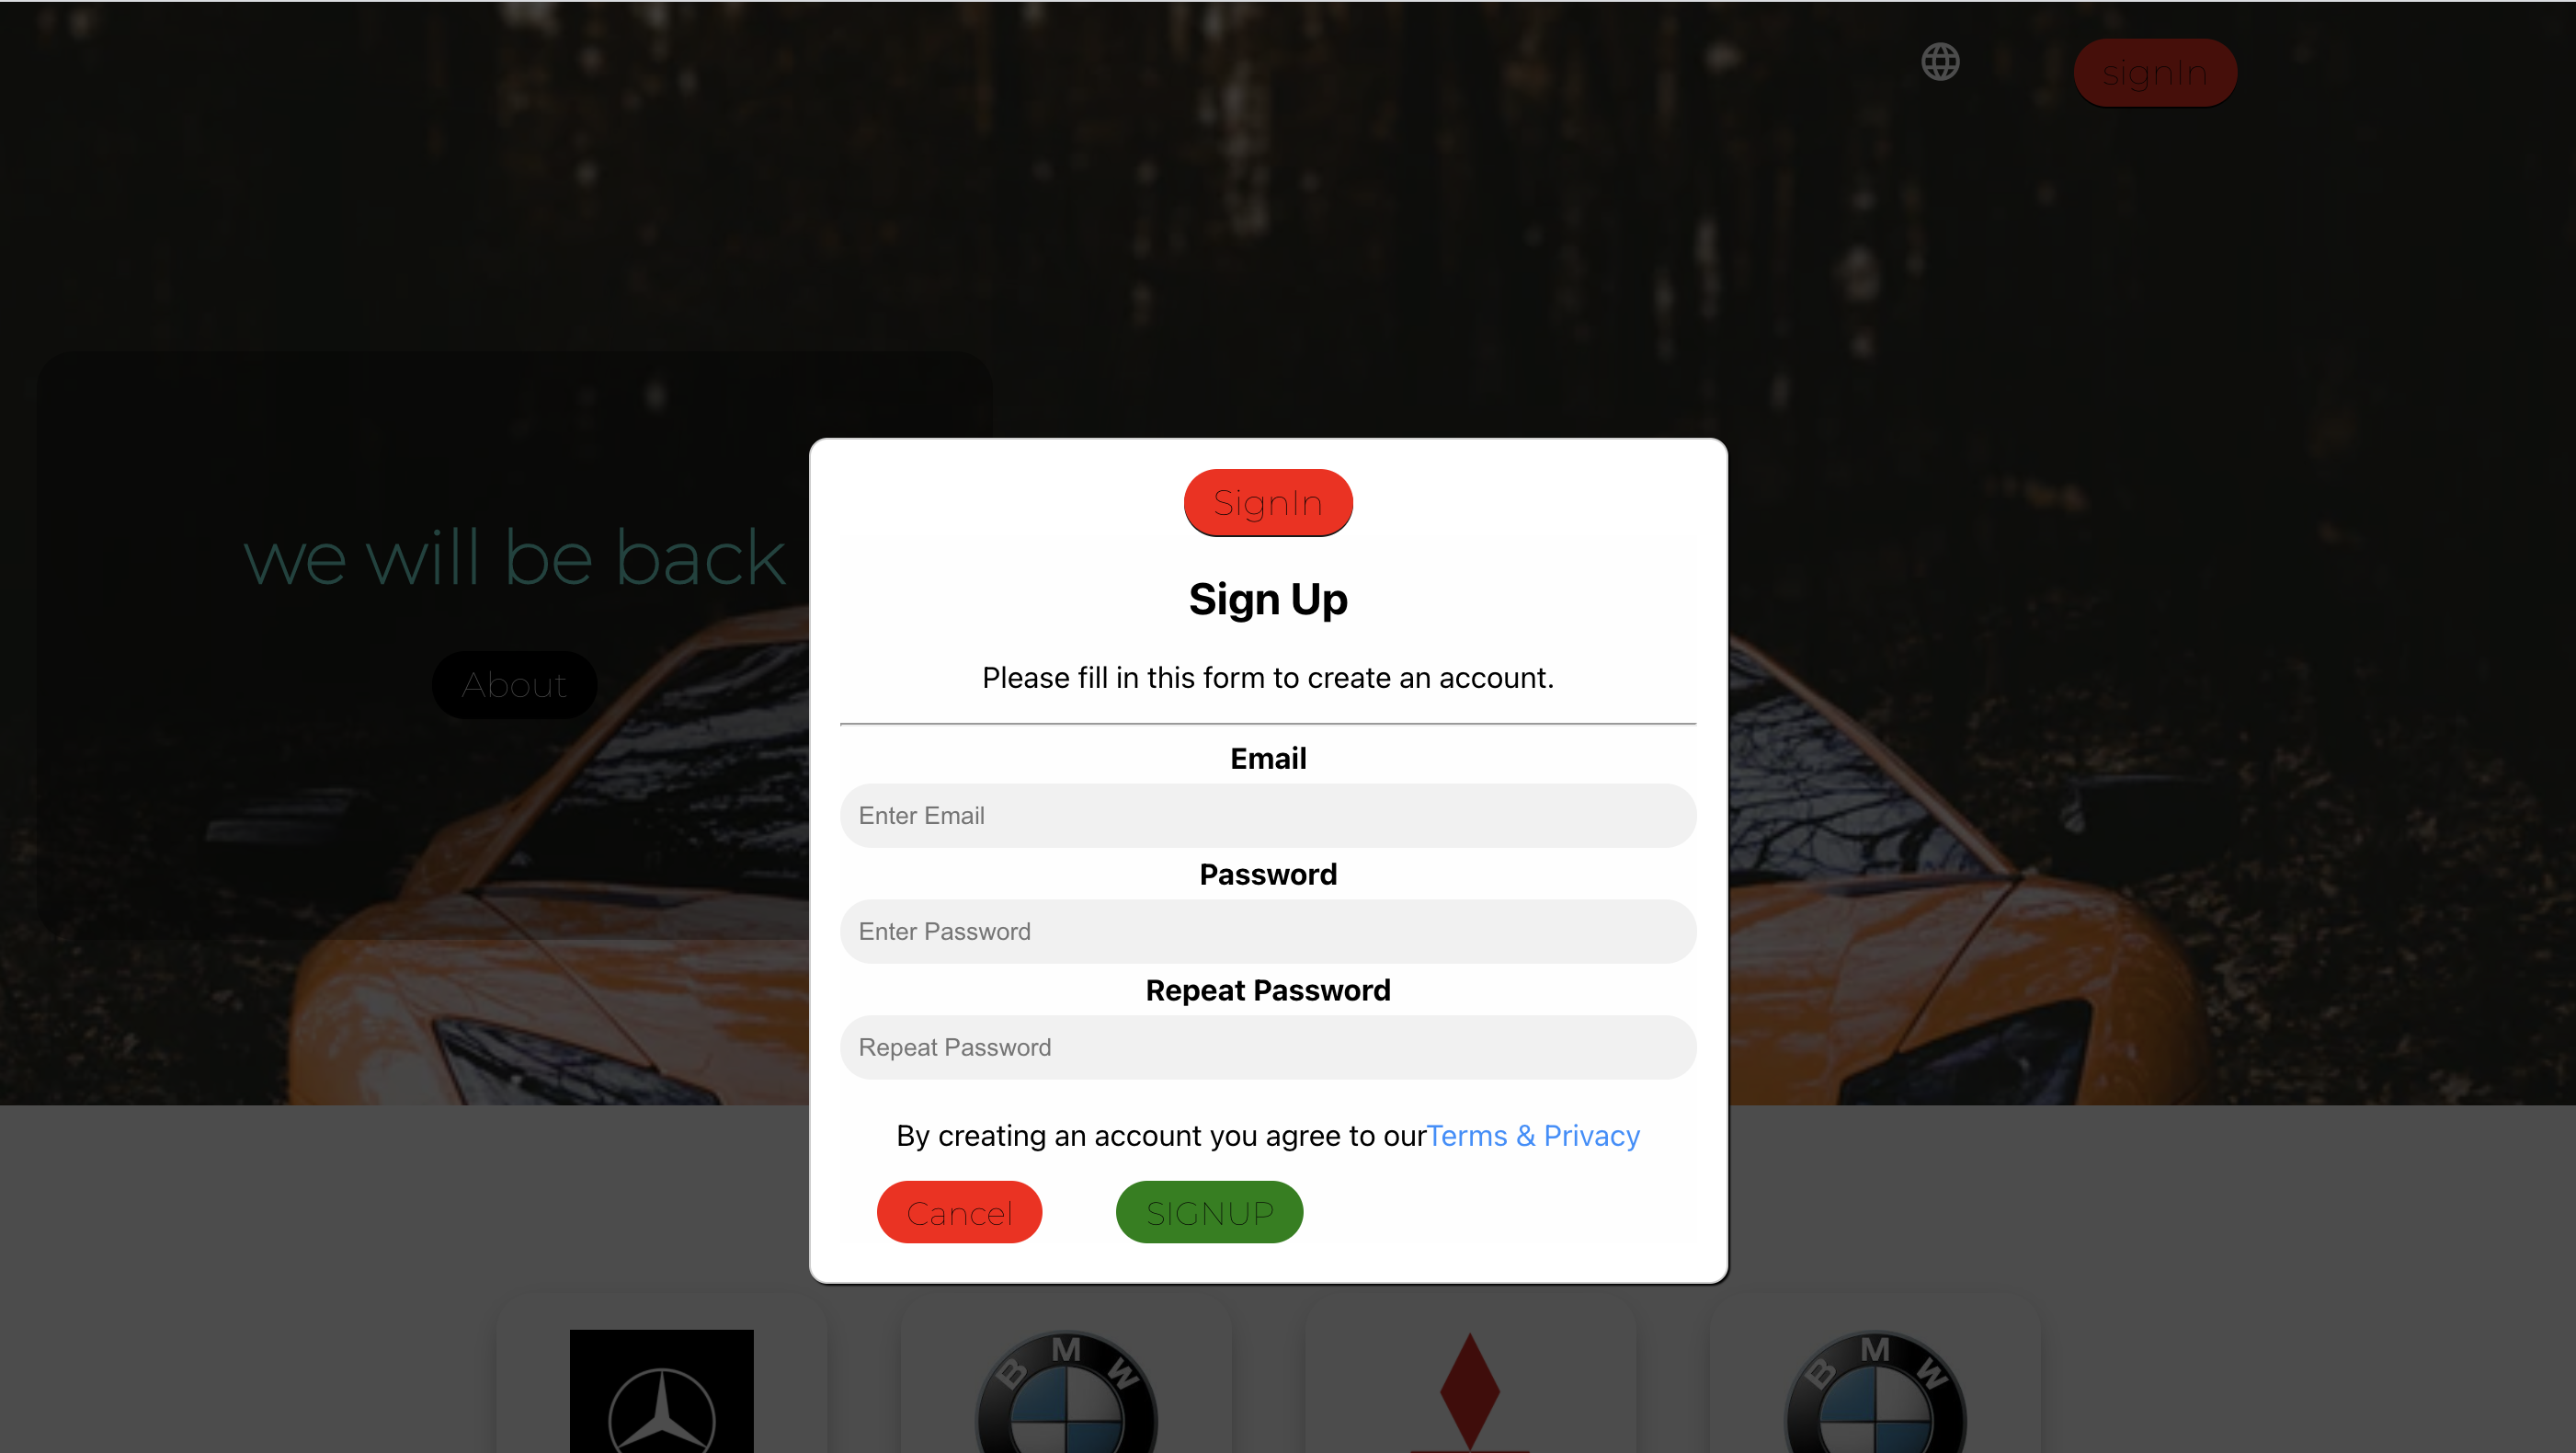 signIn
we will be back
About
SignIn
Sign Up
Please fill in this form to create an account.
Email
Enter Email
Password
Enter Password
Repeat Password
Repeat Password
By creating an account you agree to ourTerms & Privacy
Cancel
SIGNUP
BMW
BMW